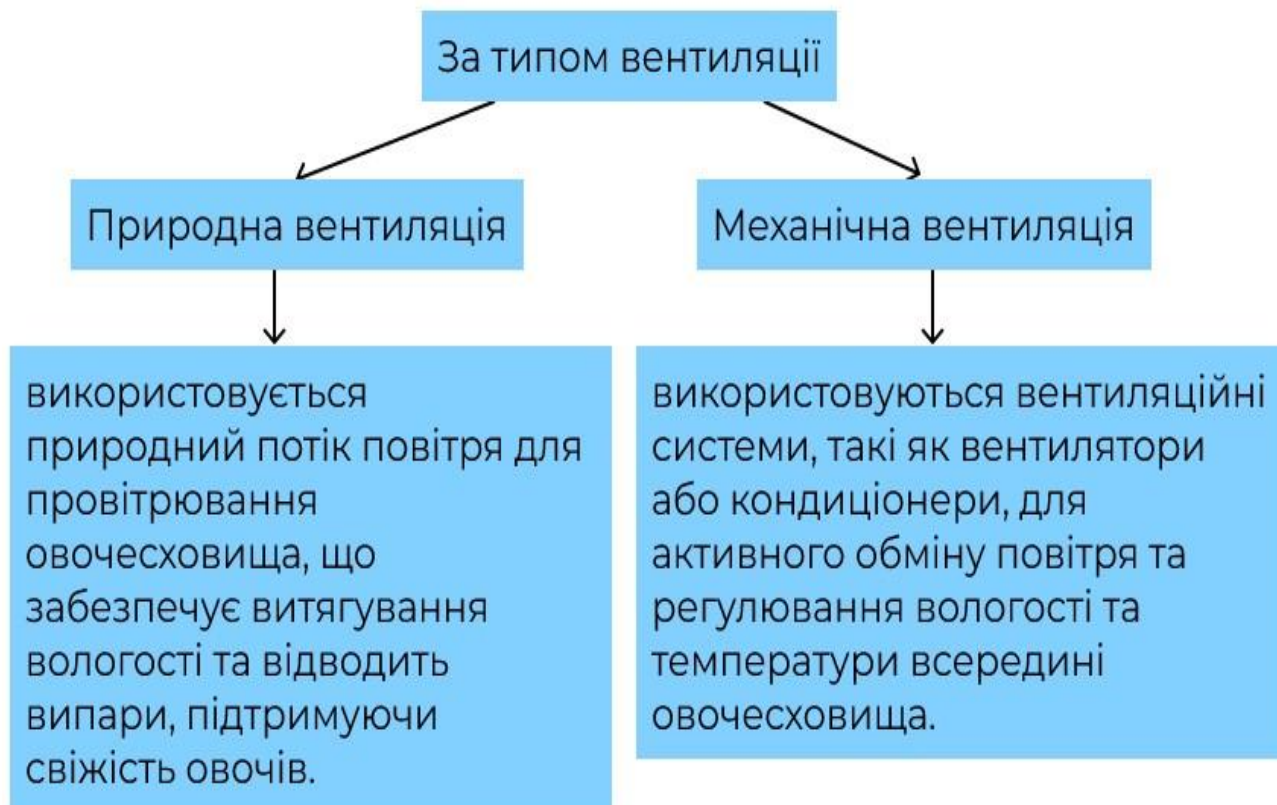 За типом вентиляції
Природна вентиляція
Механічна вентиляція
використовується
природний потік повітря для
провітрювання
овочесховища, що
забезпечує витягування
вологості та відводить
випари, підтримуючи
свіжість овочів.
використовуються вентиляційні
системи, такі як вентилятори
або кондиціонери, для
активного обміну повітря та
регулювання вологості та
температури всередині
овочесховища.